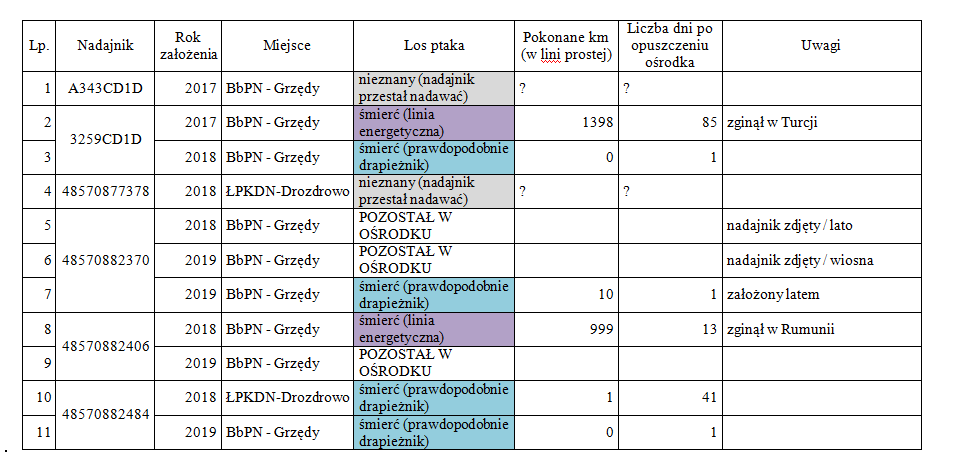 Lp. Nadajnik Rok założenia Miejsce Los ptaka Pokonane km (w lini prostej) Liczba dni po opuszczeniu ośrodka Uwagi
1 A343CD1D 2017 BbPN - Grzędy nieznany (nadajnik przestał nadawać) ? ?
2 3259CD1D 2017 BbPN - Grzędy śmierć (linia energetyczna) 1398 85 zginął w Turcji
3 2018 BbPN - Grzędy śmierć (prawdopodobnie drapieżnik) 0 1
4 48570877378 2018 ŁPKDN-Drozdrowo nieznany (nadajnik przestał nadawać) ? ?
5 48570882370 2018 BbPN - Grzędy POZOSTAŁ W OŚRODKU nadajnik zdjęty / lato
6 2019 BbPN - Grzędy POZOSTAŁ W OŚRODKU nadajnik zdjęty / wiosna
7 2019 BbPN - Grzędy śmierć (prawdopodobnie drapieżnik) 10 1 założony latem
8 48570882406 2018 BbPN - Grzędy śmierć (linia energetyczna) 999 13 zginął w Rumunii
9 2019 BbPN - Grzędy POZOSTAŁ W OŚRODKU
10 48570882484 2018 ŁPKDN-Drozdrowo śmierć (prawdopodobnie drapieżnik) 1 41
11 2019 BbPN - Grzędy śmierć (prawdopodobnie drapieżnik) 0 1
.